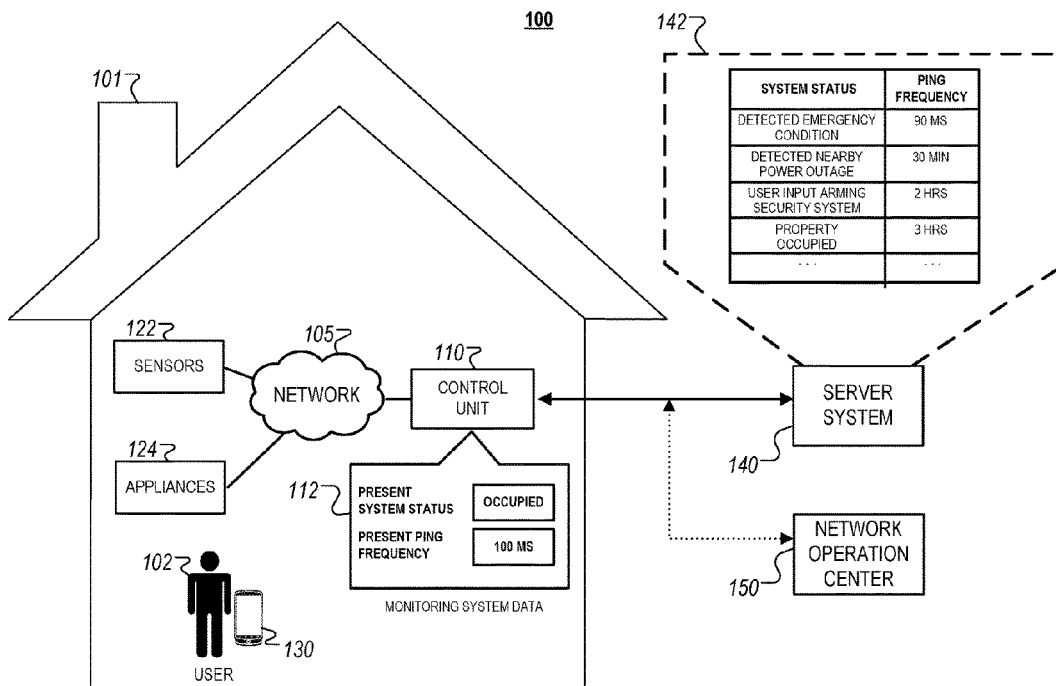 100
142
101
SYSTEM STATUS
PING
FREQUENCY
DETECTED EMERGENCY
CONDITION
90 MS
DETECTED NEARBY
POWER OUTAGE
30 MIN
USER INPUT ARMING
SECURITY SYSTEM
2 HRS
PROPERTY
OCCUPIED
3 HRS
. . .
. . .
122
SENSORS
105
NETWORK
110
CONTROL
UNIT
SERVER
SYSTEM
140
124
APPLIANCES
112
PRESENT
SYSTEM STATUS
OCCUPIED
PRESENT PING
FREQUENCY
100 MS
MONITORING SYSTEM DATA
NETWORK
OPERATION
CENTER
150
102
130
USER